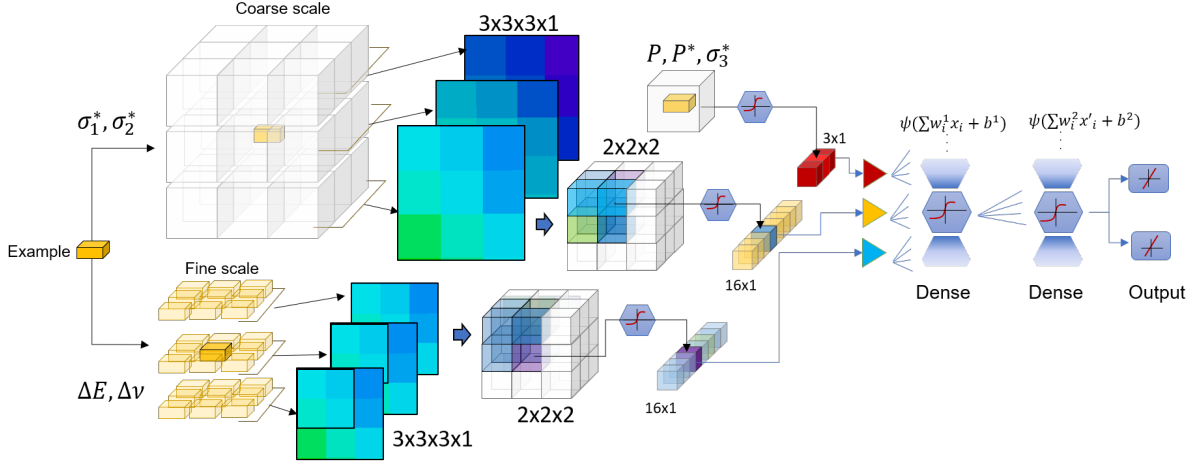 Coarse scale
3x3x3x1
P, P*, σ₃*
σ₁*, σ₂*
ψ(∑wᵢ¹xᵢ + b¹)
ψ(∑wᵢ²x'ᵢ + b²)
3x1
2x2x2
Example
Fine scale
16x1
Dense
Dense
Output
ΔE, Δν
16x1
2x2x2
3x3x3x1